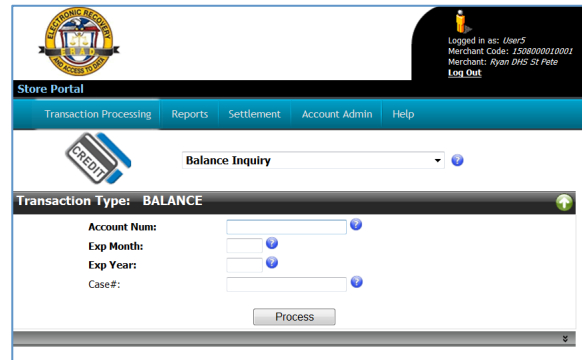 ELECTRONIC RECOVERY
ERAD
AND ACCESS TO DATA
Logged in as: User5
Merchant Code: 1508000010001
Merchant: Ryan DHS St Pete
Log Out
Store Portal
Transaction Processing Reports Settlement Account Admin Help
CREDIT
Balance Inquiry
Transaction Type: BALANCE
Account Num:
Exp Month:
Exp Year:
Case#:
Process